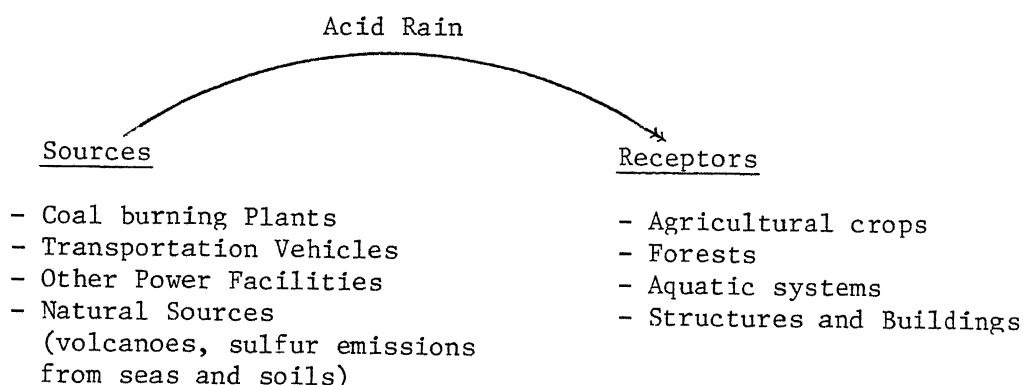 Acid Rain
Sources
- Coal burning Plants
- Transportation Vehicles
- Other Power Facilities
- Natural Sources
(volcanoes, sulfur emissions
from seas and soils)
Receptors
- Agricultural crops
- Forests
- Aquatic systems
- Structures and Buildings